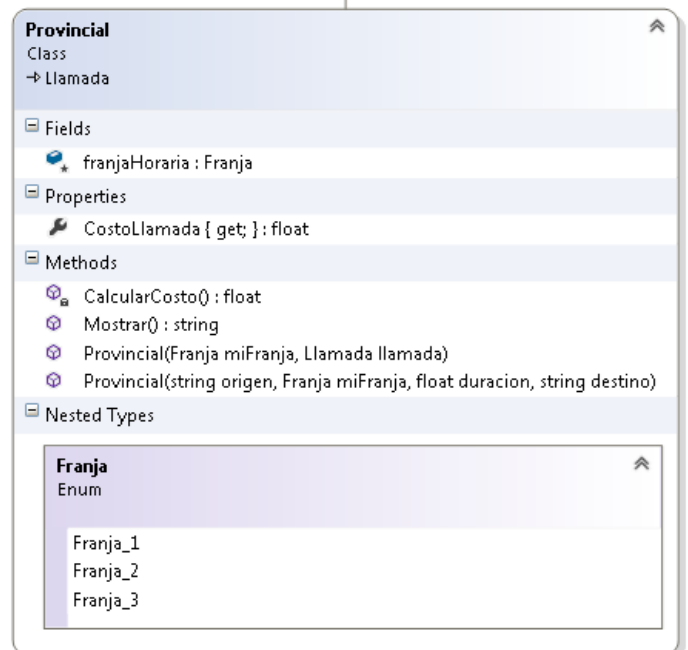 Provincial
Class
Llamada
Fields
franjaHoraria : Franja
Properties
CostoLlamada { get; } : float
Methods
CalcularCosto() : float
Mostrar() : string
Provincial(Franja miFranja, Llamada llamada)
Provincial(string origen, Franja miFranja, float duracion, string destino)
Nested Types
Franja
Enum
Franja_1
Franja_2
Franja_3